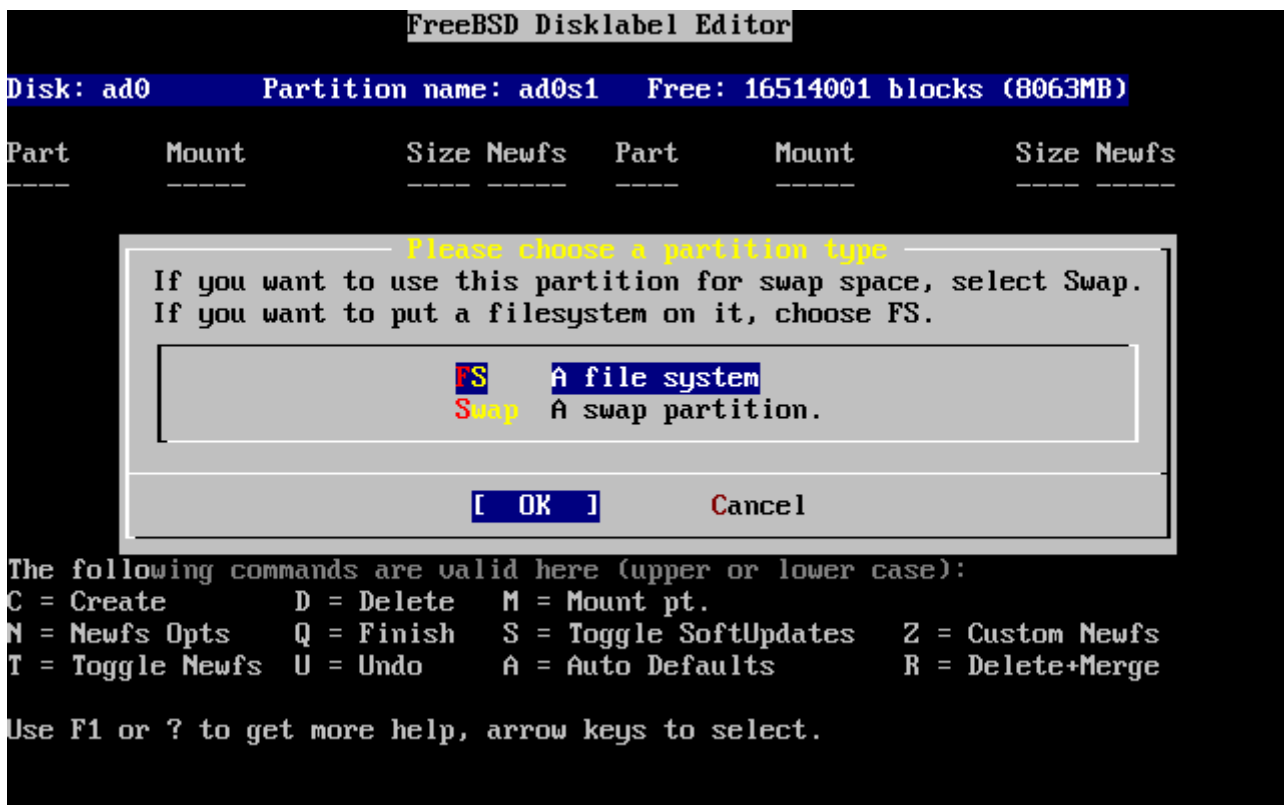 FreeBSD Disklabel Editor
Disk: ad0 Partition name: ad0s1 Free: 16514001 blocks (8063MB)
Part Mount Size Newfs Part Mount Size Newfs
---- ----- ---- ----- ---- ----- ---- -----
Please choose a partition type
If you want to use this partition for swap space, select Swap.
If you want to put a filesystem on it, choose FS.
FS A file system
Swap A swap partition.
[ OK ] Cancel
The following commands are valid here (upper or lower case):
C = Create D = Delete M = Mount pt.
N = Newfs Opts Q = Finish S = Toggle SoftUpdates Z = Custom Newfs
T = Toggle Newfs U = Undo A = Auto Defaults R = Delete+Merge
Use F1 or ? to get more help, arrow keys to select.